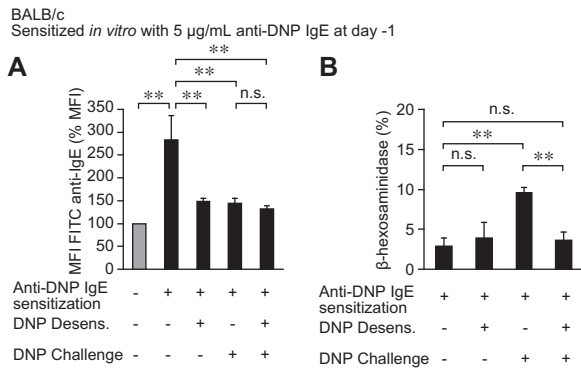 BALB/c
Sensitized in vitro with 5 µg/mL anti-DNP IgE at day -1
A
MFI FITC anti-IgE (% MFI)
350
300
250
200
150
100
50
0
**
**
**
**
n.s.
Anti-DNP IgE sensitization - + + + +
DNP Desens. - - + - +
DNP Challenge - - - + +
B
β-hexosaminidase (%)
20
15
10
5
0
n.s.
**
n.s.
**
Anti-DNP IgE sensitization + + + +
DNP Desens. - + - +
DNP Challenge - - + +